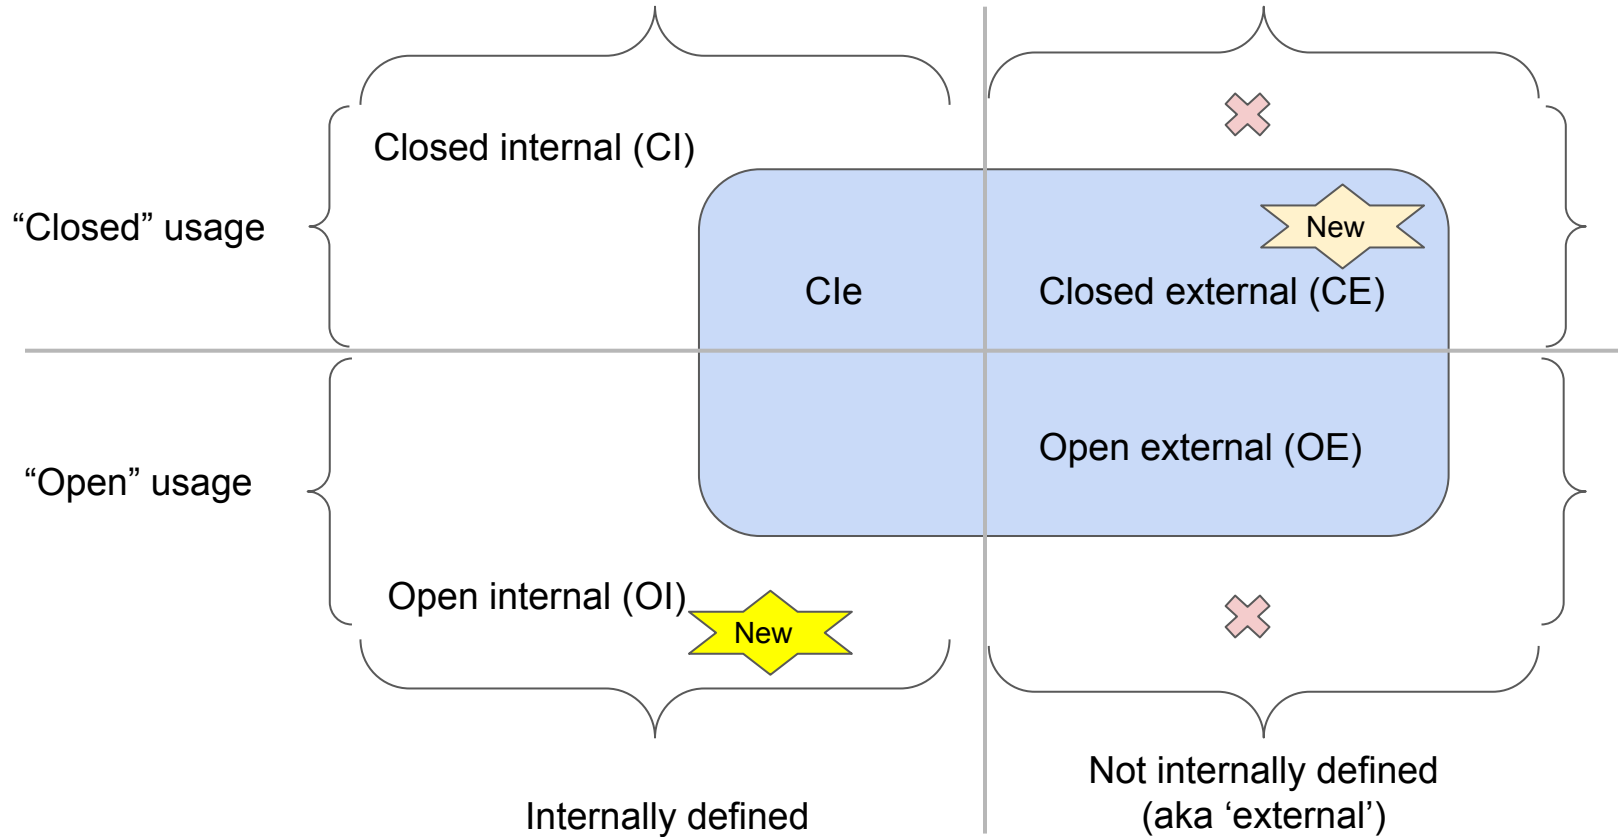 Closed internal (CI)
New
“Closed” usage
CIe
Closed external (CE)
Open external (OE)
“Open” usage
Open internal (OI)
New
Internally defined
Not internally defined
(aka ‘external’)